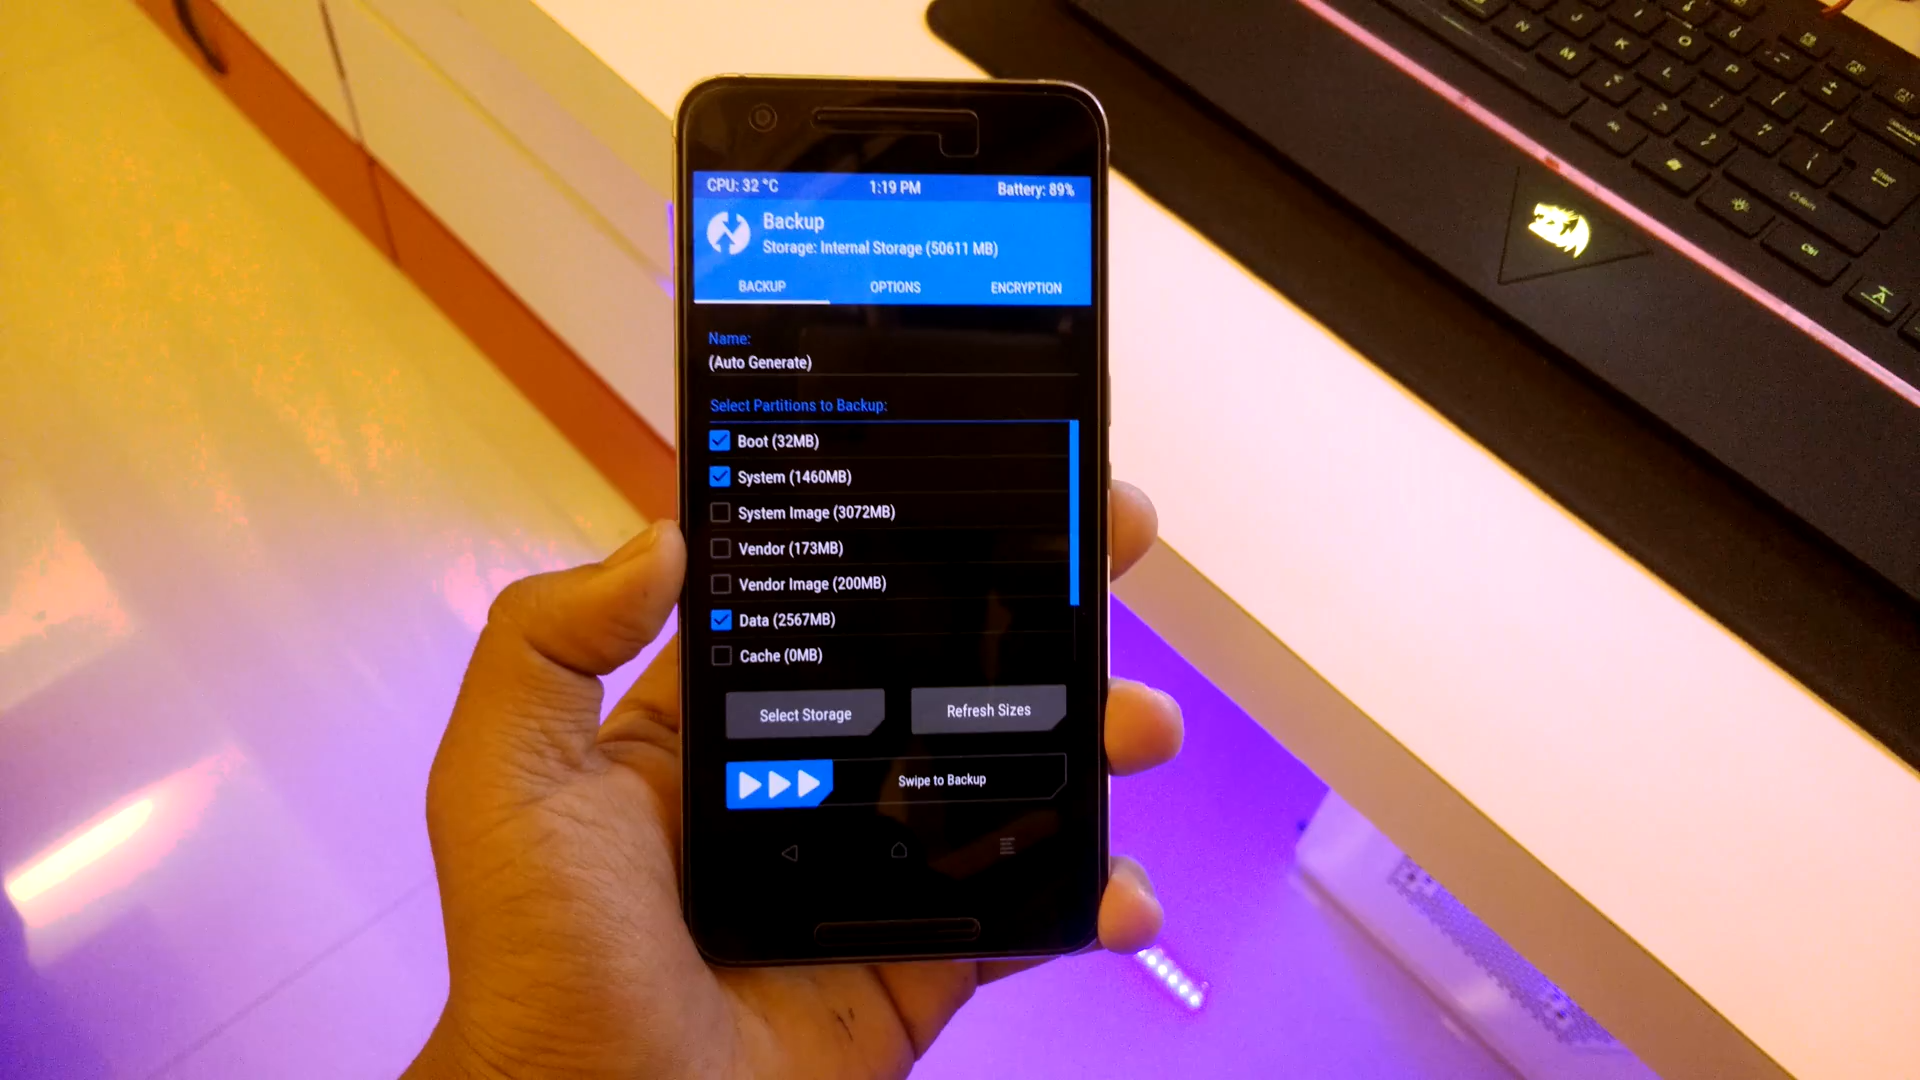 CPU: 32 °C 1:19 PM Battery: 89%
Backup
Storage: Internal Storage (50611 MB)
BACKUP OPTIONS ENCRYPTION
Name:
(Auto Generate)
Select Partitions to Backup:
Boot (32MB)
System (1460MB)
System Image (3072MB)
Vendor (173MB)
Vendor Image (200MB)
Data (2567MB)
Cache (0MB)
Select Storage Refresh Sizes
Swipe to Backup
N J I
M K O
L P
Enter
Ctrl